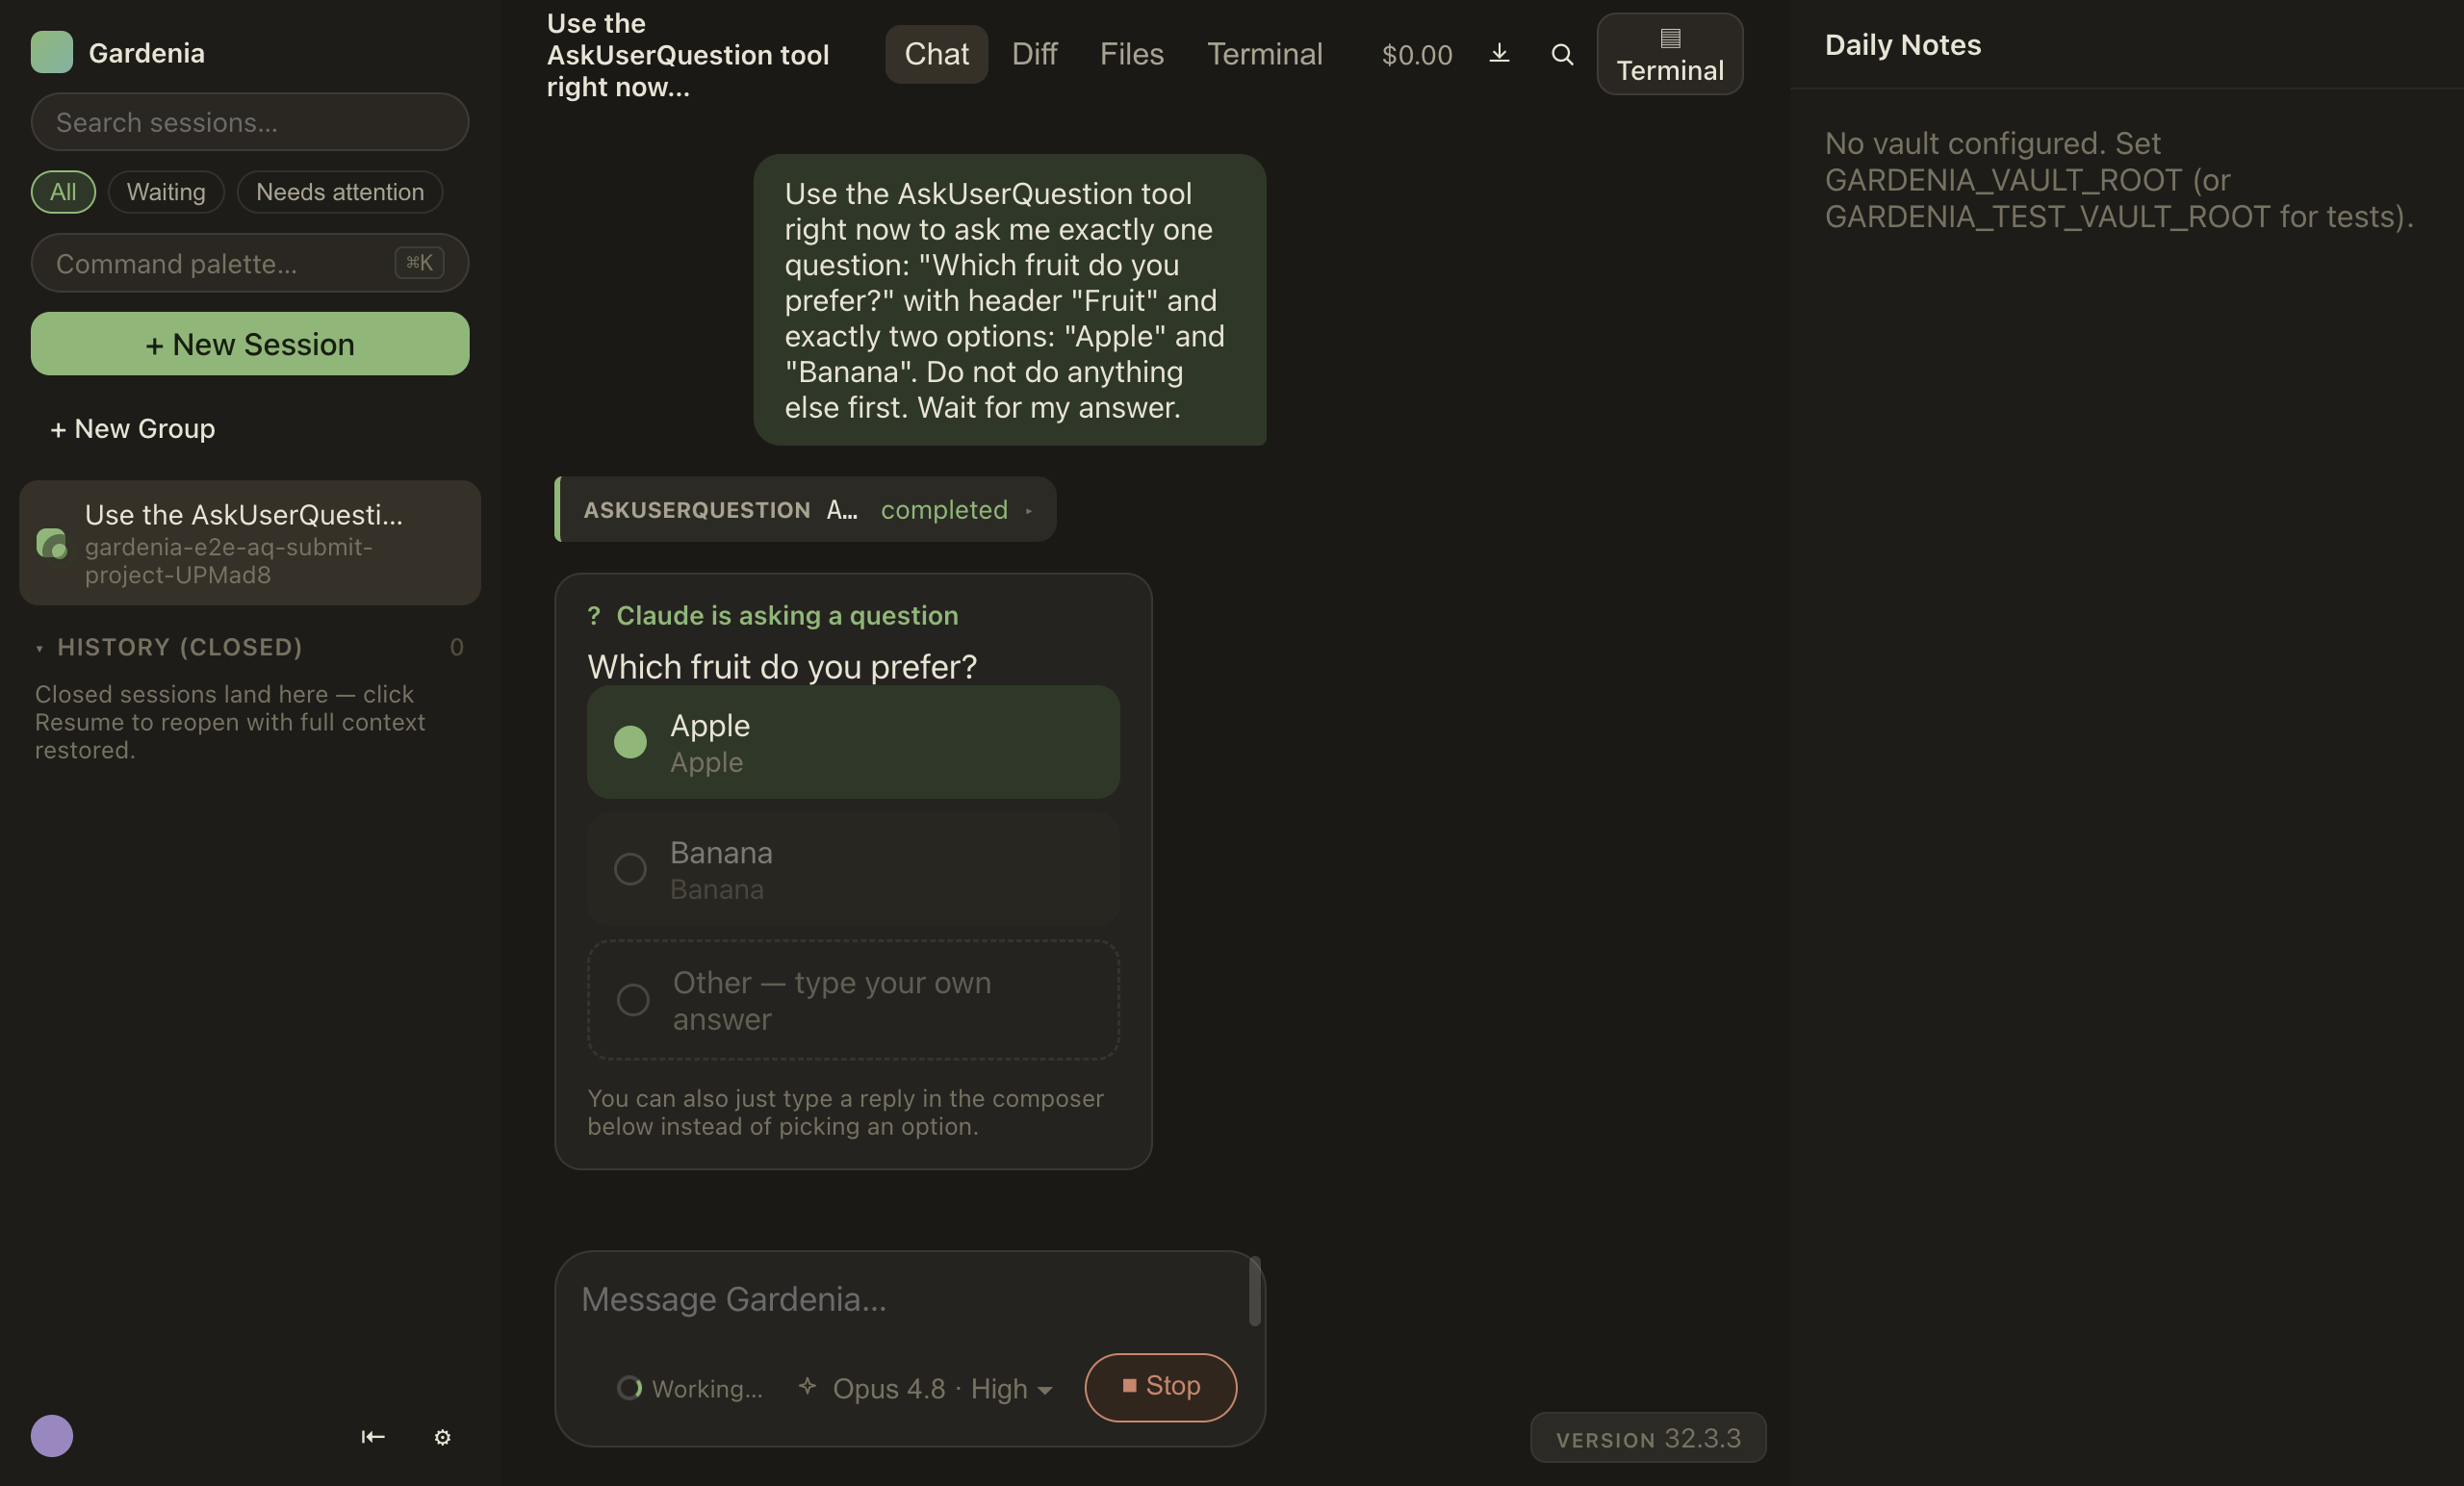 Gardenia
Search sessions...
All
Waiting
Needs attention
Command palette...
⌘K
+ New Session
+ New Group
Use the AskUserQuesti...
gardenia-e2e-aq-submit-
project-UPMad8
HISTORY (CLOSED)
0
Closed sessions land here — click
Resume to reopen with full context
restored.
Use the
AskUserQuestion tool
right now...
Chat
Diff
Files
Terminal
$0.00
Terminal
Use the AskUserQuestion tool
right now to ask me exactly one
question: "Which fruit do you
prefer?" with header "Fruit" and
exactly two options: "Apple" and
"Banana". Do not do anything
else first. Wait for my answer.
ASKUSERQUESTION A... completed
? Claude is asking a question
Which fruit do you prefer?
Apple
Apple
Banana
Banana
Other — type your own
answer
You can also just type a reply in the composer
below instead of picking an option.
Message Gardenia...
Working...
Opus 4.8 · High
Stop
VERSION 32.3.3
Daily Notes
No vault configured. Set
GARDENIA_VAULT_ROOT (or
GARDENIA_TEST_VAULT_ROOT for tests).